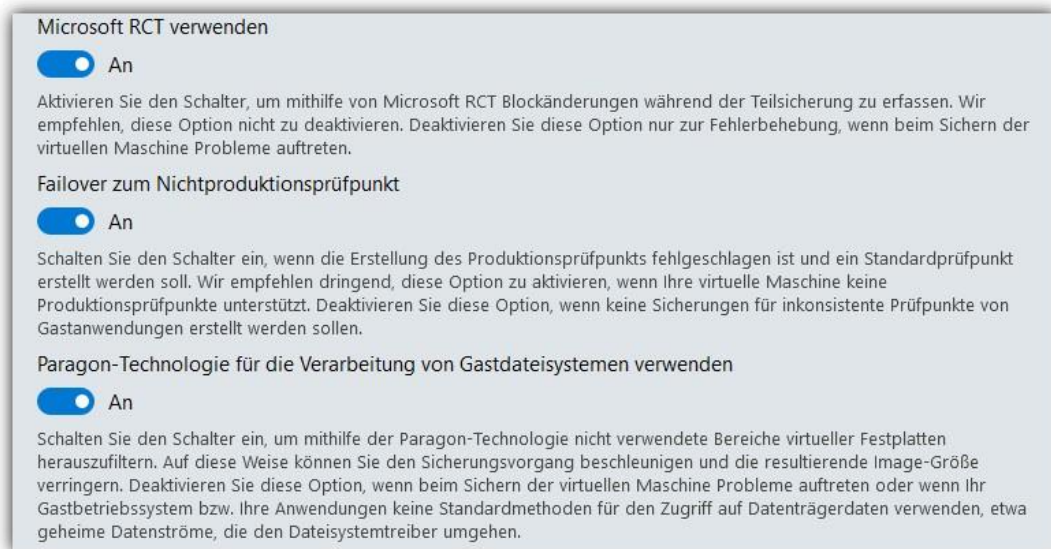 Microsoft RCT verwenden
An
Aktivieren Sie den Schalter, um mithilfe von Microsoft RCT Blockänderungen während der Teilsicherung zu erfassen. Wir
empfehlen, diese Option nicht zu deaktivieren. Deaktivieren Sie diese Option nur zur Fehlerbehebung, wenn beim Sichern der
virtuellen Maschine Probleme auftreten.
Failover zum Nichtproduktionsprüfpunkt
An
Schalten Sie den Schalter ein, wenn die Erstellung des Produktionsprüfpunkts fehlgeschlagen ist und ein Standardprüfpunkt
erstellt werden soll. Wir empfehlen dringend, diese Option zu aktivieren, wenn Ihre virtuelle Maschine keine
Produktionsprüfpunkte unterstützt. Deaktivieren Sie diese Option, wenn keine Sicherungen für inkonsistente Prüfpunkte von
Gastanwendungen erstellt werden sollen.
Paragon-Technologie für die Verarbeitung von Gastdateisystemen verwenden
An
Schalten Sie den Schalter ein, um mithilfe der Paragon-Technologie nicht verwendete Bereiche virtueller Festplatten
herauszufiltern. Auf diese Weise können Sie den Sicherungsvorgang beschleunigen und die resultierende Image-Größe
verringern. Deaktivieren Sie diese Option, wenn beim Sichern der virtuellen Maschine Probleme auftreten oder wenn Ihr
Gastbetriebssystem bzw. Ihre Anwendungen keine Standardmethoden für den Zugriff auf Datenträgerdaten verwenden, etwa
geheime Datenströme, die den Dateisystemtreiber umgehen.